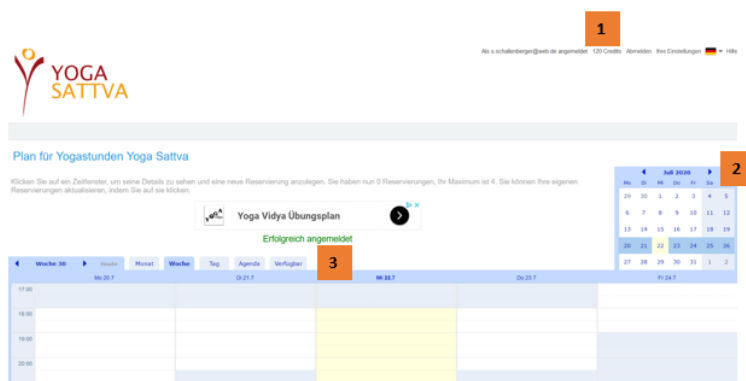 1
Als s.schallenberger@web.de angemeldet 120 Credits Abmelden Ihre Einstellungen Hilfe
YOGA
SATTVA
Plan für Yogastunden Yoga Sattva
Klicken Sie auf ein Zeitfenster, um seine Details zu sehen und eine neue Reservierung anzulegen. Sie haben nun 0 Reservierungen, Ihr Maximum ist 4. Sie können Ihre eigenen
Reservierungen aktualisieren, indem Sie auf sie klicken.
Juli 2020
2
Mo Di Mi Do Fr Sa
29 30 1 2 3 4 5
6 7 8 9 10 11 12
13 14 15 16 17 18 19
20 21 22 23 24 25 26
27 28 29 30 31 1 2
Yoga Vidya Übungsplan
Erfolgreich angemeldet
Woche 30 Heute Monat Woche Tag Agenda Verfügbar
3
Mo 20.7 Di 21.7 Mi 22.7 Do 23.7 Fr 24.7
17:00
18:00
19:00
20:00